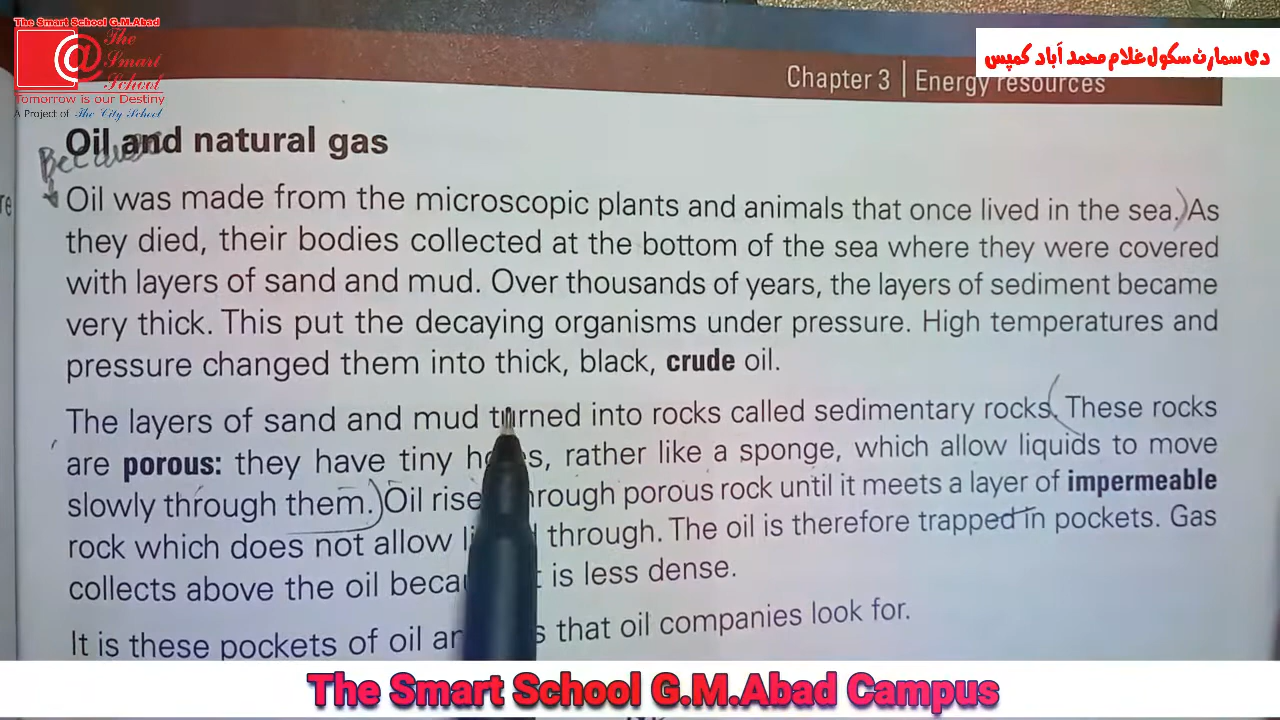 The Smart School G.M.Abad
The
Smart
School
Tomorrow is our Destiny
A Project of The City School
دی سمارٹ سکول غلام محمد آباد کمپس
Chapter 3 | Energy resources
Oil and natural gas
Because
re
Oil was made from the microscopic plants and animals that once lived in the sea. As
they died, their bodies collected at the bottom of the sea where they were covered
with layers of sand and mud. Over thousands of years, the layers of sediment became
very thick. This put the decaying organisms under pressure. High temperatures and
pressure changed them into thick, black, crude oil.
The layers of sand and mud turned into rocks called sedimentary rocks. These rocks
are porous: they have tiny holes, rather like a sponge, which allow liquids to move
slowly through them. Oil rises through porous rock until it meets a layer of impermeable
rock which does not allow through. The oil is therefore trapped in pockets. Gas
collects above the oil because it is less dense.
It is these pockets of oil and gas that oil companies look for.
The Smart School G.M.Abad Campus